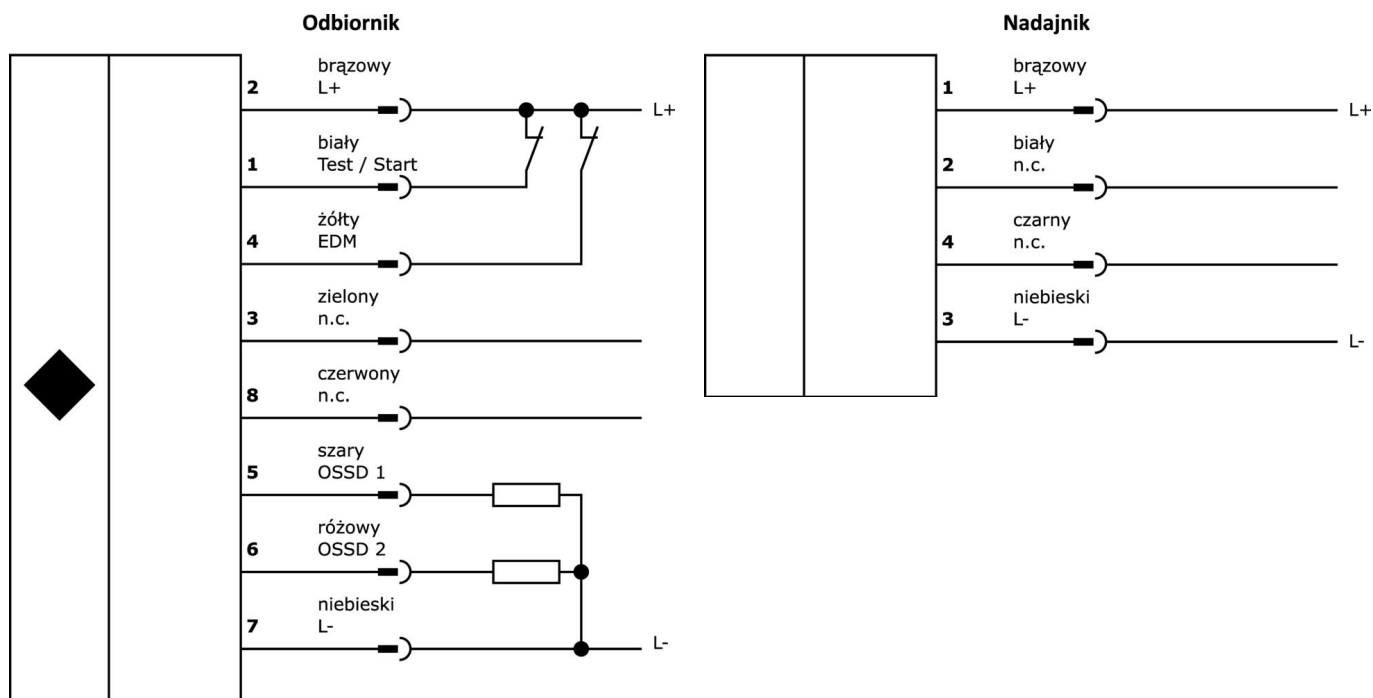 Odbiornik
brązowy
2 L+
L+
biały
1 Test / Start
żółty
4 EDM
zielony
3 n.c.
czerwony
8 n.c.
szary
5 OSSD 1
różowy
6 OSSD 2
niebieski
7 L-
L-
Nadajnik
brązowy
1 L+
L+
biały
2 n.c.
czarny
4 n.c.
niebieski
3 L-
L-